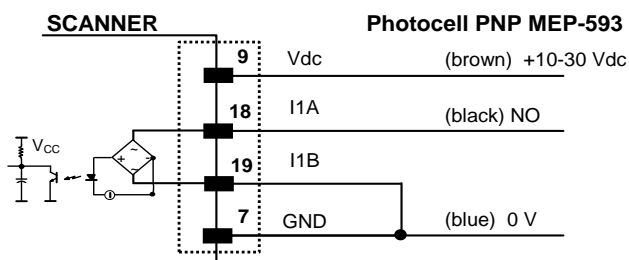 SCANNER Photocell PNP MEP-593
9 Vdc (brown) +10-30 Vdc
18 I1A (black) NO
VCC
+ ~ - ~
19 I1B
7 GND (blue) 0 V